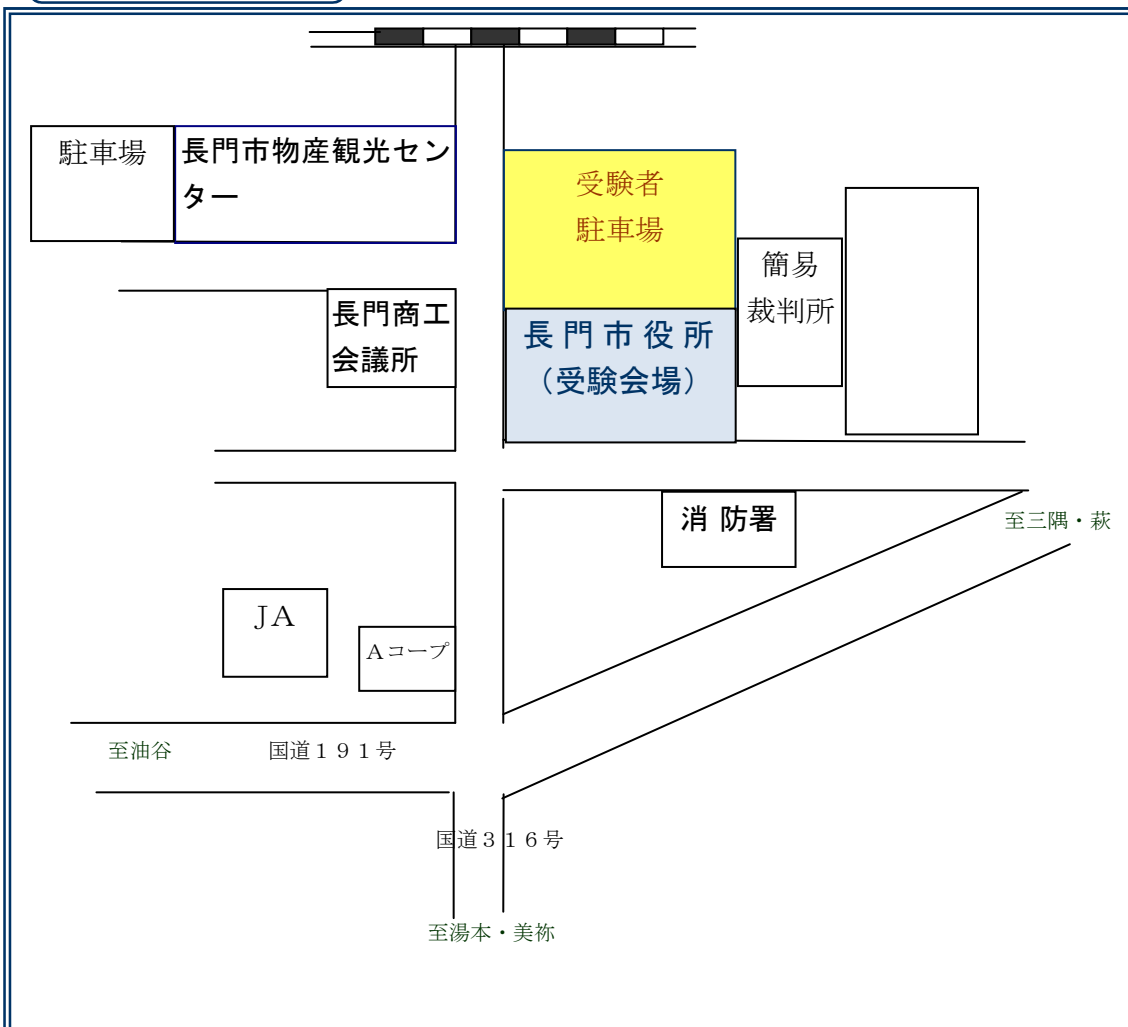 駐車場
長門市物産観光セン
ター
受験者
駐車場
簡易
裁判所
長門商工
会議所
長 門 市 役 所
（受験会場）
消 防署
至三隅・萩
ＪＡ
Ａコープ
至油谷
国道１９１号
国道３１６号
至湯本・美祢